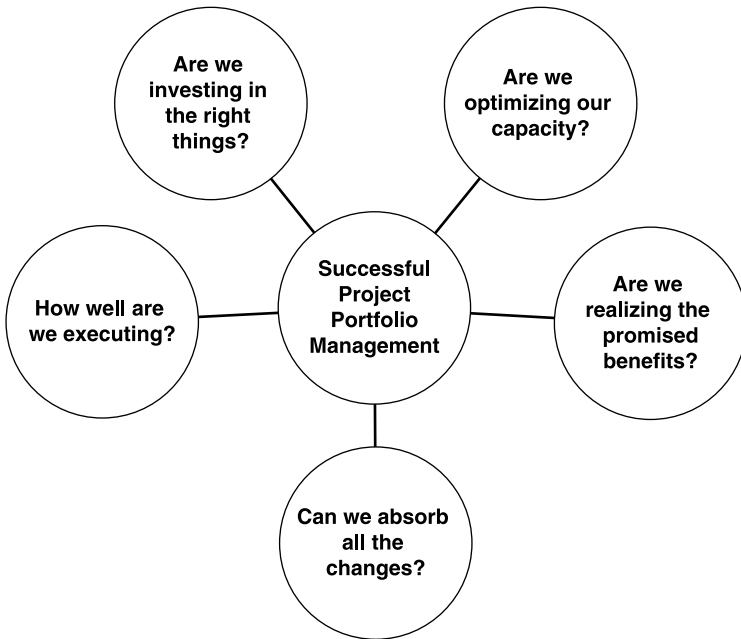 Are we
investing in
the right
things?
Are we
optimizing our
capacity?
How well are
we executing?
Successful
Project
Portfolio
Management
Are we
realizing the
promised
benefits?
Can we absorb
all the
changes?